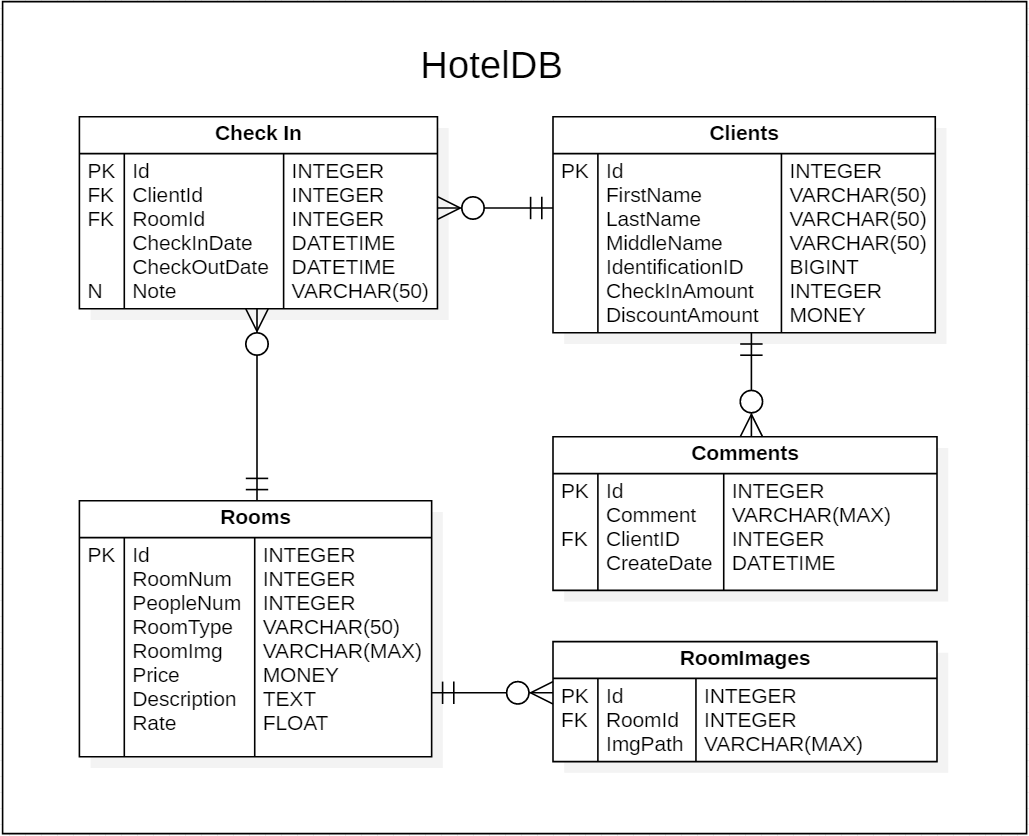 HotelDB
Check In
PK Id INTEGER
FK ClientId INTEGER
FK RoomId INTEGER
CheckInDate DATETIME
CheckOutDate DATETIME
N Note VARCHAR(50)
Clients
PK Id INTEGER
FirstName VARCHAR(50)
LastName VARCHAR(50)
MiddleName VARCHAR(50)
IdentificationID BIGINT
CheckInAmount INTEGER
DiscountAmount MONEY
Comments
PK Id INTEGER
Comment VARCHAR(MAX)
FK ClientID INTEGER
CreateDate DATETIME
Rooms
PK Id INTEGER
RoomNum INTEGER
PeopleNum INTEGER
RoomType VARCHAR(50)
RoomImg VARCHAR(MAX)
Price MONEY
Description TEXT
Rate FLOAT
RoomImages
PK Id INTEGER
FK RoomId INTEGER
ImgPath VARCHAR(MAX)